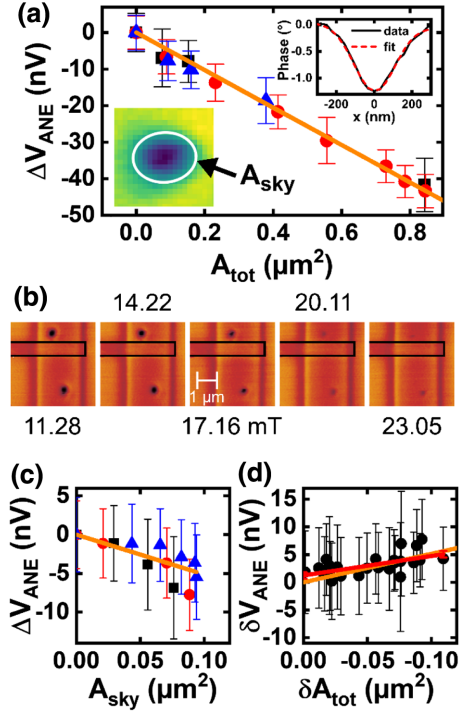 (a)
ΔV_ANE (nV)
0
-10
-20
-30
-40
-50
0.0 0.2 0.4 0.6 0.8
A_tot (μm²)
A_sky
Phase (°)
0.0
-0.5
-1.0
-200 0 200
x (nm)
data
fit
(b)
14.22 20.11
1 μm
11.28 17.16 mT 23.05
(c)
ΔV_ANE (nV)
5
0
-5
-10
0.00 0.05 0.10
A_sky (μm²)
(d)
δV_ANE (nV)
15
10
5
0
-5
-10
0.00 -0.05 -0.10
δA_tot (μm²)